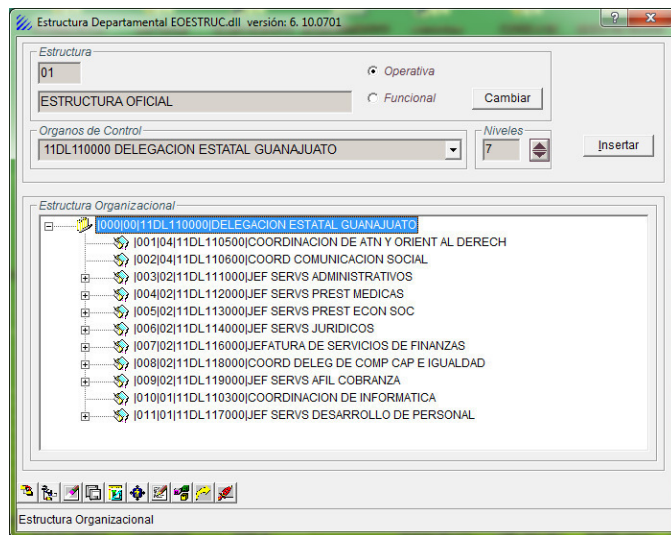 Estructura Departamental EOESTRUC.dll versión: 6. 10.0701
Estructura
01
Operativa
ESTRUCTURA OFICIAL
Funcional
Cambiar
Organos de Control
11DL110000 DELEGACION ESTATAL GUANAJUATO
Niveles
7
Insertar
Estructura Organizacional
|000|00|11DL110000|DELEGACION ESTATAL GUANAJUATO
|001|04|11DL110500|COORDINACION DE ATN Y ORIENT AL DERECH
|002|04|11DL110600|COORD COMUNICACION SOCIAL
|003|02|11DL111000|JEF SERVS ADMINISTRATIVOS
|004|02|11DL112000|JEF SERVS PREST MEDICAS
|005|02|11DL113000|JEF SERVS PREST ECON SOC
|006|02|11DL114000|JEF SERVS JURIDICOS
|007|02|11DL116000|JEFATURA DE SERVICIOS DE FINANZAS
|008|02|11DL118000|COORD DELEG DE COMP CAP E IGUALDAD
|009|02|11DL119000|JEF SERVS AFIL COBRANZA
|010|01|11DL110300|COORDINACION DE INFORMATICA
|011|01|11DL117000|JEF SERVS DESARROLLO DE PERSONAL
Estructura Organizacional